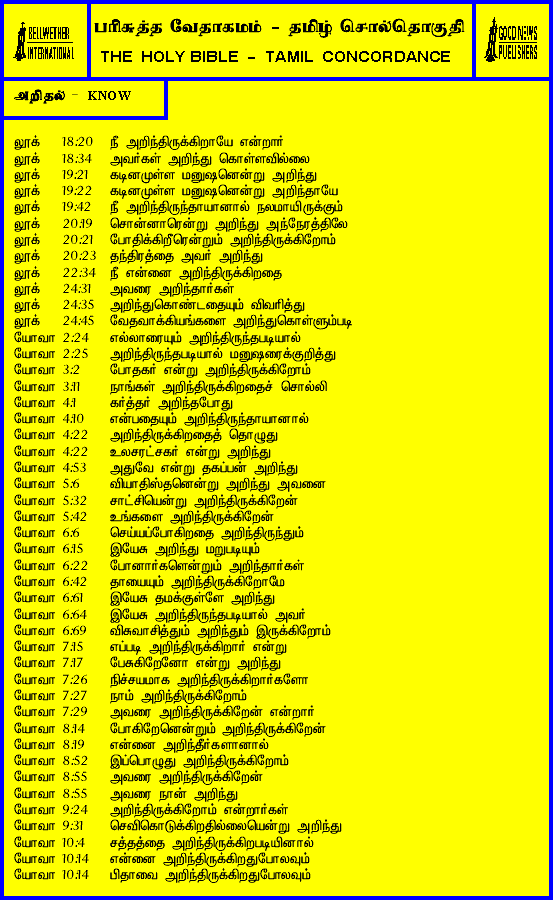 BELLWETHER
INTERNATIONAL
பரிசுத்த வேதாகமம் - தமிழ் சொல்தொகுதி
THE HOLY BIBLE - TAMIL CONCORDANCE
GOOD NEWS
PUBLISHERS
அறிதல் - KNOW
லூக் 18:20 நீ அறிந்திருக்கிறாயே என்றார்
லூக் 18:34 அவர்கள் அறிந்து கொள்ளவில்லை
லூக் 19:21 கடினமுள்ள மனுஷனென்று அறிந்து
லூக் 19:22 கடினமுள்ள மனுஷனென்று அறிந்தாயே
லூக் 19:42 நீ அறிந்திருந்தாயானால் நலமாயிருக்கும்
லூக் 20:19 சொன்னாரென்று அறிந்து அந்நேரத்திலே
லூக் 20:21 போதிக்கிறீரென்றும் அறிந்திருக்கிறோம்
லூக் 20:23 தந்திரத்தை அவர் அறிந்து
லூக் 22:34 நீ என்னை அறிந்திருக்கிறதை
லூக் 24:31 அவரை அறிந்தார்கள்
லூக் 24:35 அறிந்துகொண்டதையும் விவரித்து
லூக் 24:45 வேதவாக்கியங்களை அறிந்துகொள்ளும்படி
யோவா 2:24 எல்லாரையும் அறிந்திருந்தபடியால்
யோவா 2:25 அறிந்திருந்தபடியால் மனுஷரைக்குறித்து
யோவா 3:2 போதகர் என்று அறிந்திருக்கிறோம்
யோவா 3:11 நாங்கள் அறிந்திருக்கிறதைச் சொல்லி
யோவா 4:1 கர்த்தர் அறிந்தபோது
யோவா 4:10 என்பதையும் அறிந்திருந்தாயானால்
யோவா 4:22 அறிந்திருக்கிறதைத் தொழுது
யோவா 4:22 உலசரட்சகர் என்று அறிந்து
யோவா 4:53 அதுவே என்று தகப்பன் அறிந்து
யோவா 5:6 வியாதிஸ்தனென்று அறிந்து அவனை
யோவா 5:32 சாட்சியென்று அறிந்திருக்கிறேன்
யோவா 5:42 உங்களை அறிந்திருக்கிறேன்
யோவா 6:6 செய்யப்போகிறதை அறிந்திருந்தும்
யோவா 6:15 இயேசு அறிந்து மறுபடியும்
யோவா 6:22 போனார்களென்றும் அறிந்தார்கள்
யோவா 6:42 தாயையும் அறிந்திருக்கிறோமே
யோவா 6:61 இயேசு தமக்குள்ளே அறிந்து
யோவா 6:64 இயேசு அறிந்திருந்தபடியால் அவர்
யோவா 6:69 விசுவாசித்தும் அறிந்தும் இருக்கிறோம்
யோவா 7:15 எப்படி அறிந்திருக்கிறார் என்று
யோவா 7:17 பேசுகிறேனோ என்று அறிந்து
யோவா 7:26 நிச்சயமாக அறிந்திருக்கிறார்களோ
யோவா 7:27 நாம் அறிந்திருக்கிறோம்
யோவா 7:29 அவரை அறிந்திருக்கிறேன் என்றார்
யோவா 8:14 போகிறேனென்றும் அறிந்திருக்கிறேன்
யோவா 8:19 என்னை அறிந்தீர்களானால்
யோவா 8:52 இப்பொழுது அறிந்திருக்கிறோம்
யோவா 8:55 அவரை அறிந்திருக்கிறேன்
யோவா 8:55 அவரை நான் அறிந்து
யோவா 9:24 அறிந்திருக்கிறோம் என்றார்கள்
யோவா 9:31 செவிகொடுக்கிறதில்லையென்று அறிந்து
யோவா 10:4 சத்தத்தை அறிந்திருக்கிறபடியினால்
யோவா 10:14 என்னை அறிந்திருக்கிறதுபோலவும்
யோவா 10:14 பிதாவை அறிந்திருக்கிறதுபோலவும்